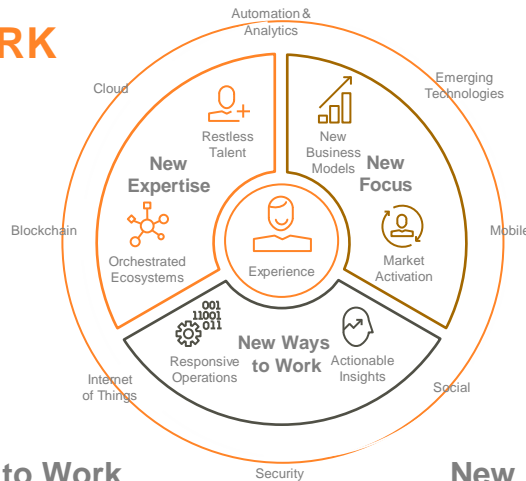 Automation &
Analytics
RK
Cloud
Emerging
Technologies
Restless
Talent
New
Business
Models
New
Expertise
New
Focus
Blockchain
Mobile
Orchestrated
Ecosystems
Experience
Market
Activation
001
11001
011
New Ways
to Work
Responsive
Operations
Actionable
Insights
Internet
of Things
Social
Security
to Work
New